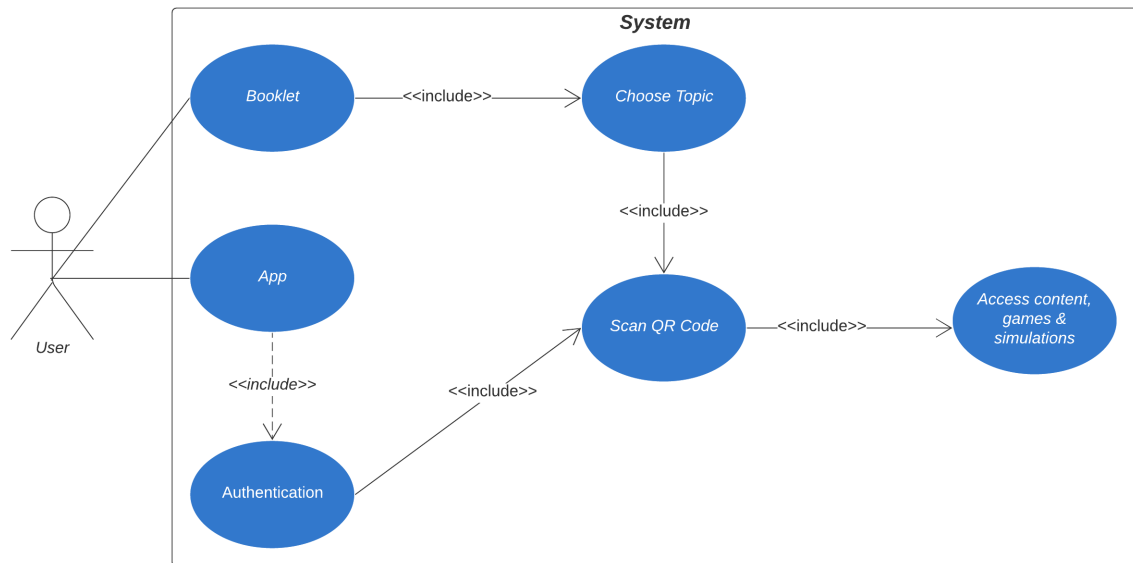 System
Booklet
<<include>>
Choose Topic
<<include>>
App
Scan QR Code
<<include>>
Access content,
games &
simulations
User
<<include>>
<<include>>
Authentication